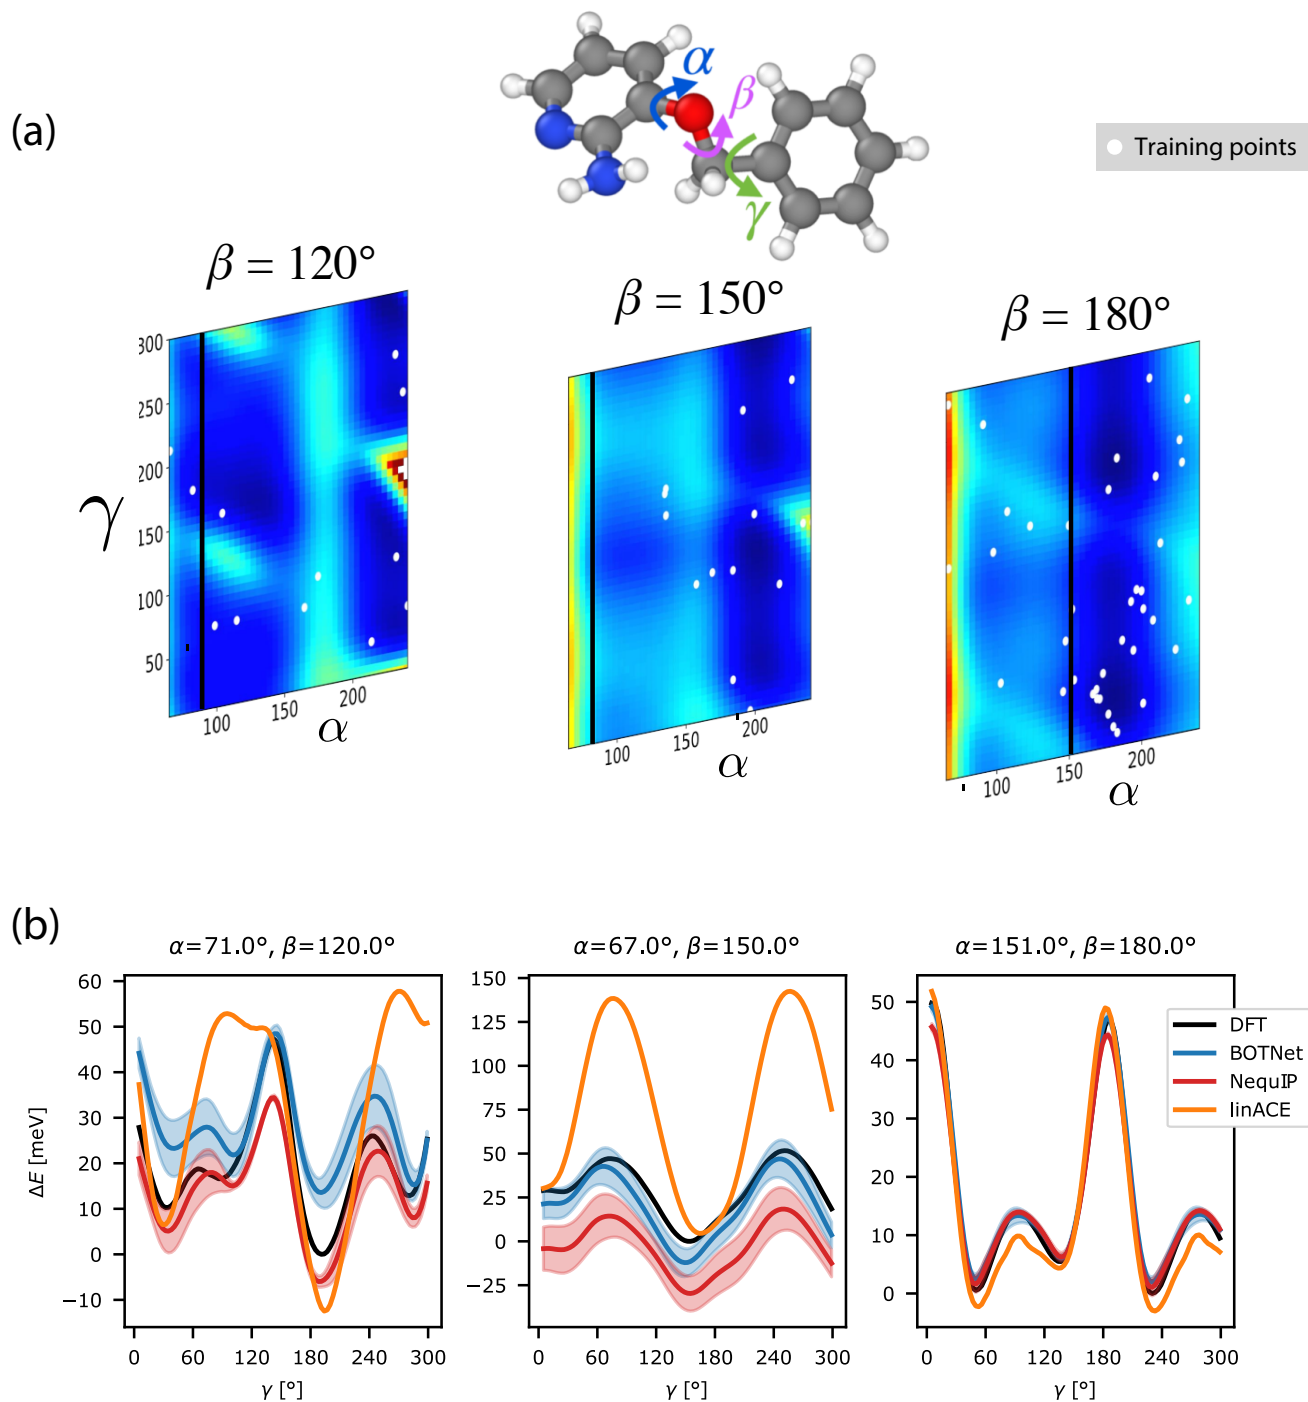 (a)
α
β
γ
Training points
β = 120°
β = 150°
β = 180°
γ
300
250
200
150
100
50
100 150 200
α
100 150 200
α
100 150 200
α
(b)
α=71.0°, β=120.0°
α=67.0°, β=150.0°
α=151.0°, β=180.0°
ΔE [meV]
60
50
40
30
20
10
0
−10
0 60 120 180 240 300
γ [°]
150
125
100
75
50
25
0
−25
0 60 120 180 240 300
γ [°]
50
40
30
20
10
0
0 60 120 180 240 300
γ [°]
DFT
BOTNet
NequIP
linACE